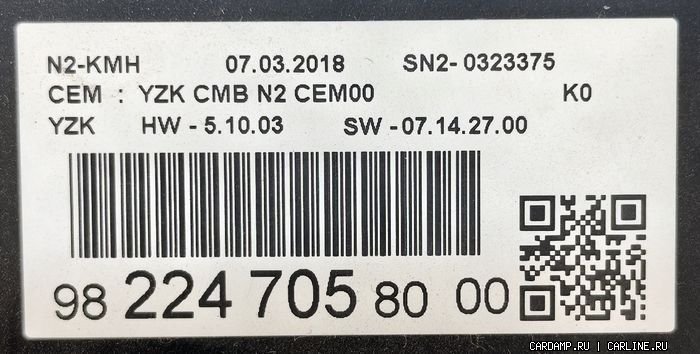 N2-KMH 07.03.2018 SN2- 0323375
CEM : YZK CMB N2 CEM00 K0
YZK HW - 5.10.03 SW -07.14.27.00
98 224 705 80 00
CARDAMP.RU | CARLINE.RU